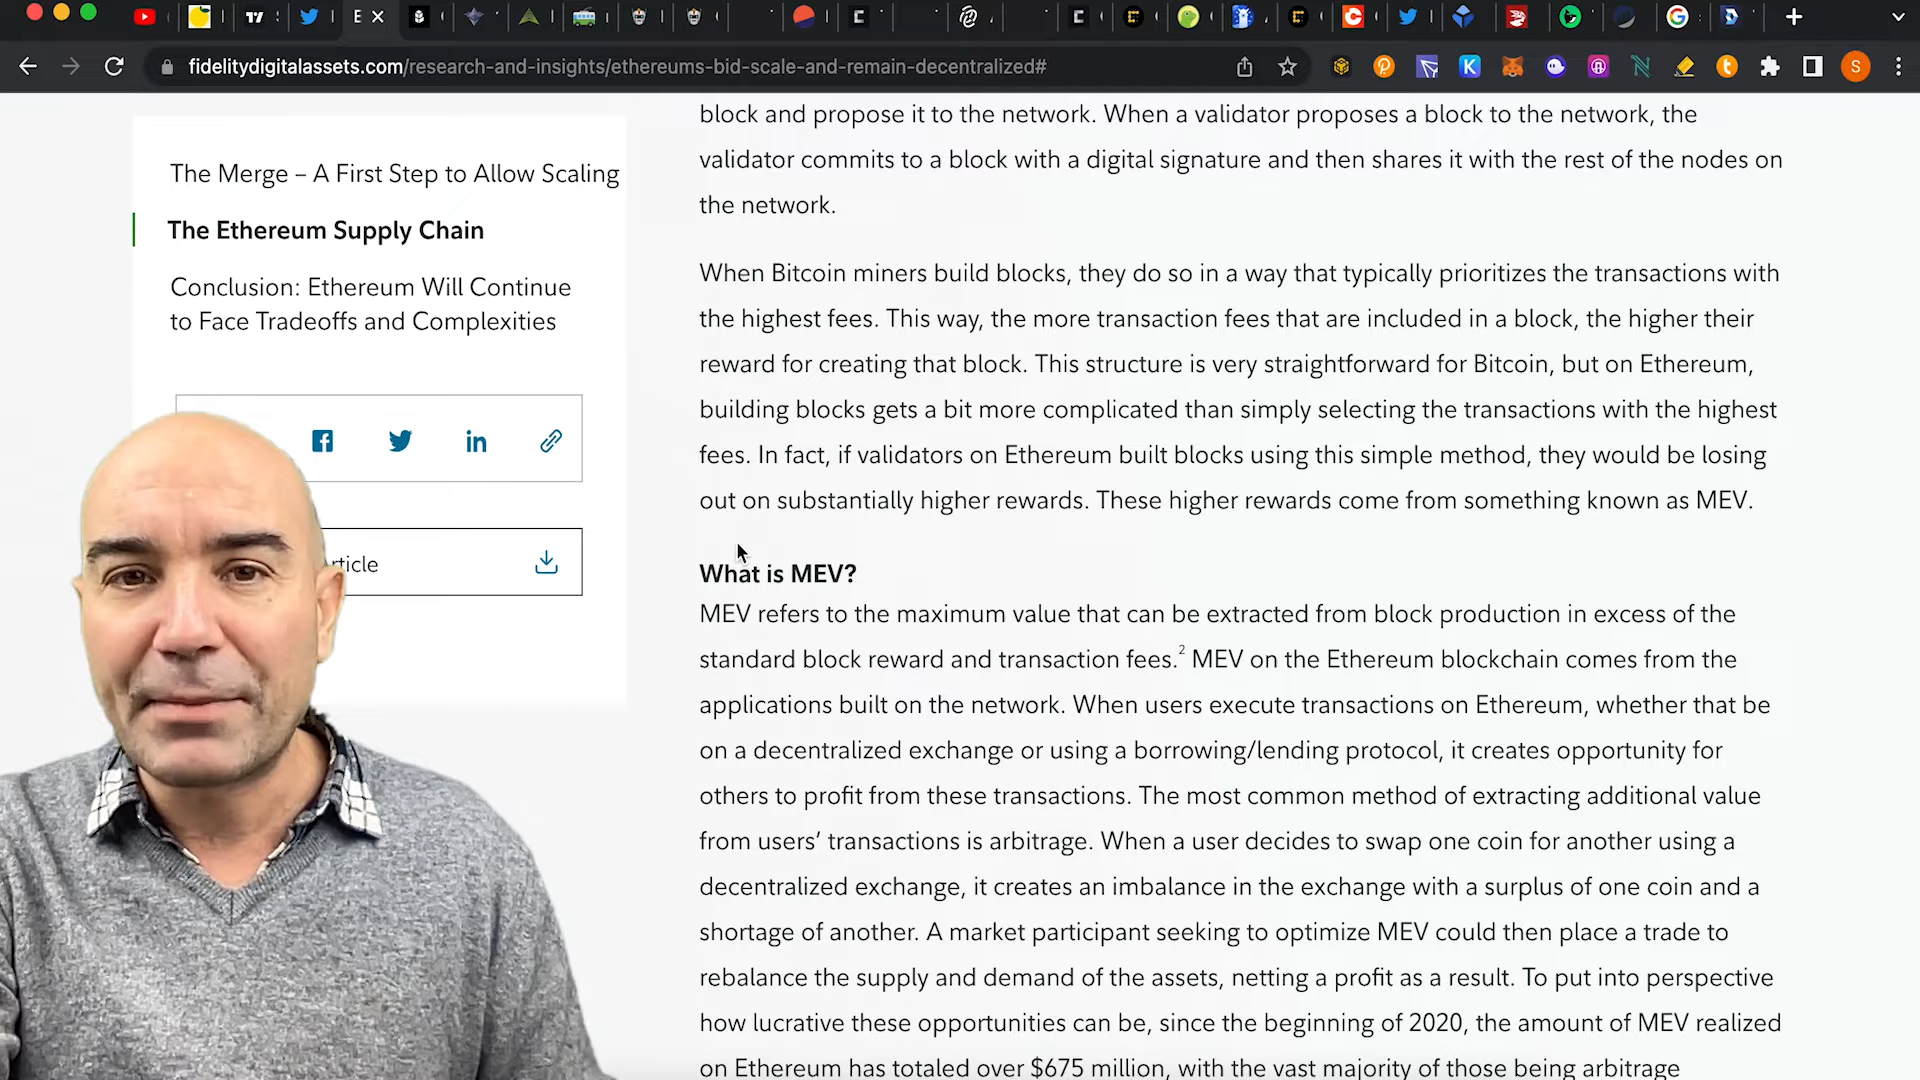 fidelitydigitalassets.com/research-and-insights/ethereums-bid-scale-and-remain-decentralized#
The Merge – A First Step to Allow Scaling
The Ethereum Supply Chain
Conclusion: Ethereum Will Continue
to Face Tradeoffs and Complexities
block and propose it to the network. When a validator proposes a block to the network, the
validator commits to a block with a digital signature and then shares it with the rest of the nodes on
the network.
When Bitcoin miners build blocks, they do so in a way that typically prioritizes the transactions with
the highest fees. This way, the more transaction fees that are included in a block, the higher their
reward for creating that block. This structure is very straightforward for Bitcoin, but on Ethereum,
building blocks gets a bit more complicated than simply selecting the transactions with the highest
fees. In fact, if validators on Ethereum built blocks using this simple method, they would be losing
out on substantially higher rewards. These higher rewards come from something known as MEV.
What is MEV?
MEV refers to the maximum value that can be extracted from block production in excess of the
standard block reward and transaction fees.2 MEV on the Ethereum blockchain comes from the
applications built on the network. When users execute transactions on Ethereum, whether that be
on a decentralized exchange or using a borrowing/lending protocol, it creates opportunity for
others to profit from these transactions. The most common method of extracting additional value
from users’ transactions is arbitrage. When a user decides to swap one coin for another using a
decentralized exchange, it creates an imbalance in the exchange with a surplus of one coin and a
shortage of another. A market participant seeking to optimize MEV could then place a trade to
rebalance the supply and demand of the assets, netting a profit as a result. To put into perspective
how lucrative these opportunities can be, since the beginning of 2020, the amount of MEV realized
on Ethereum has totaled over $675 million, with the vast majority of those being arbitrage